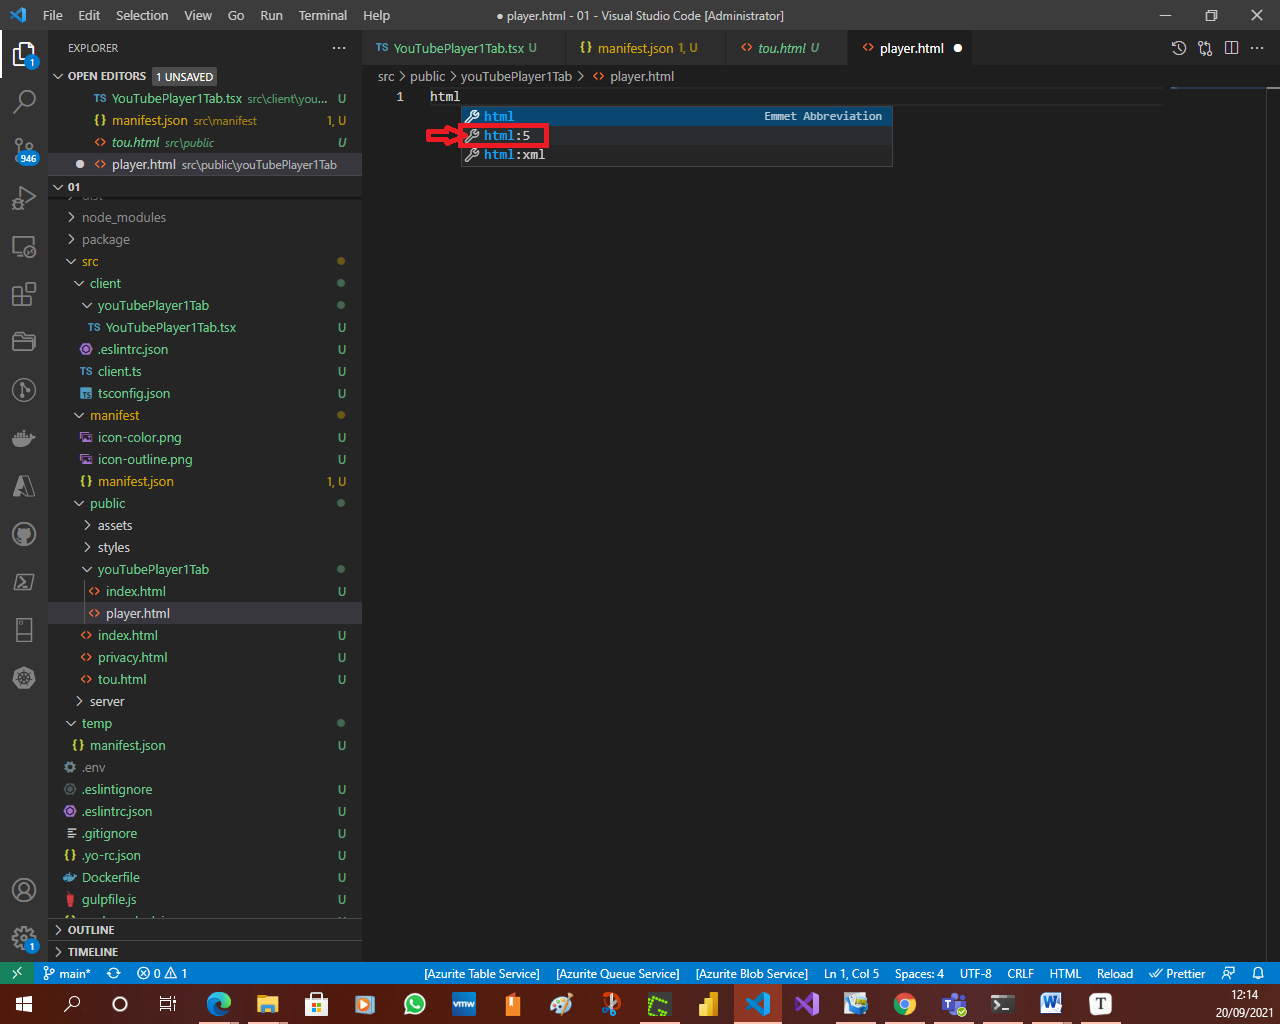 File Edit Selection View Go Run Terminal Help
● player.html - 01 - Visual Studio Code [Administrator]
EXPLORER
OPEN EDITORS 1 UNSAVED
YouTubePlayer1Tab.tsx src\client\you... U
manifest.json src\manifest 1, U
tou.html src\public U
player.html src\public\youTubePlayer1Tab
01
node_modules
package
src
client
youTubePlayer1Tab
TS YouTubePlayer1Tab.tsx U
.eslintrc.json U
TS client.ts U
tsconfig.json U
manifest
icon-color.png U
icon-outline.png U
{} manifest.json 1, U
public
assets
styles
youTubePlayer1Tab
index.html U
player.html
index.html U
privacy.html U
tou.html U
server
temp
{} manifest.json U
.env
.eslintignore U
.eslintrc.json U
.gitignore U
{} .yo-rc.json U
Dockerfile U
gulpfile.js U
OUTLINE
TIMELINE
1
946
1
TS YouTubePlayer1Tab.tsx U
{} manifest.json 1, U
<> tou.html U
<> player.html ●
src > public > youTubePlayer1Tab > <> player.html
1 html
html Emmet Abbreviation
html:5
html:xml
main* 0 1
[Azurite Table Service] [Azurite Queue Service] [Azurite Blob Service] Ln 1, Col 5 Spaces: 4 UTF-8 CRLF HTML Reload Prettier
vmw
T
12:14
20/09/2021